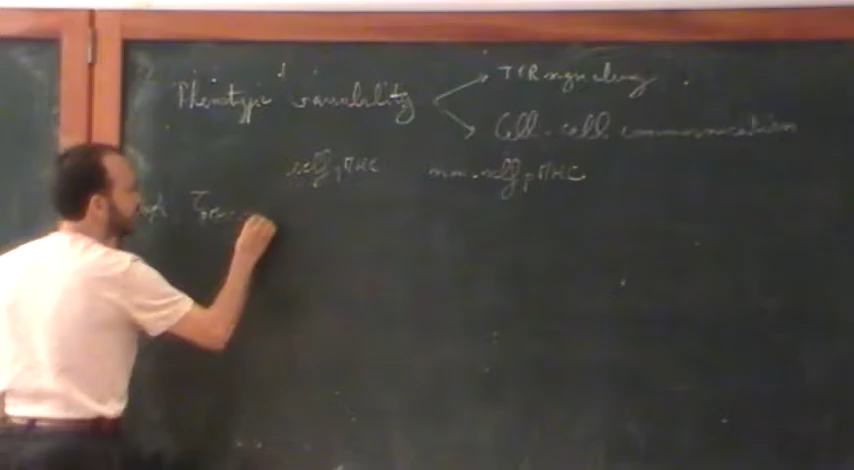 TCR signaling
Phenotypic variability
Cell-cell communication
self pMHC non-self pMHC